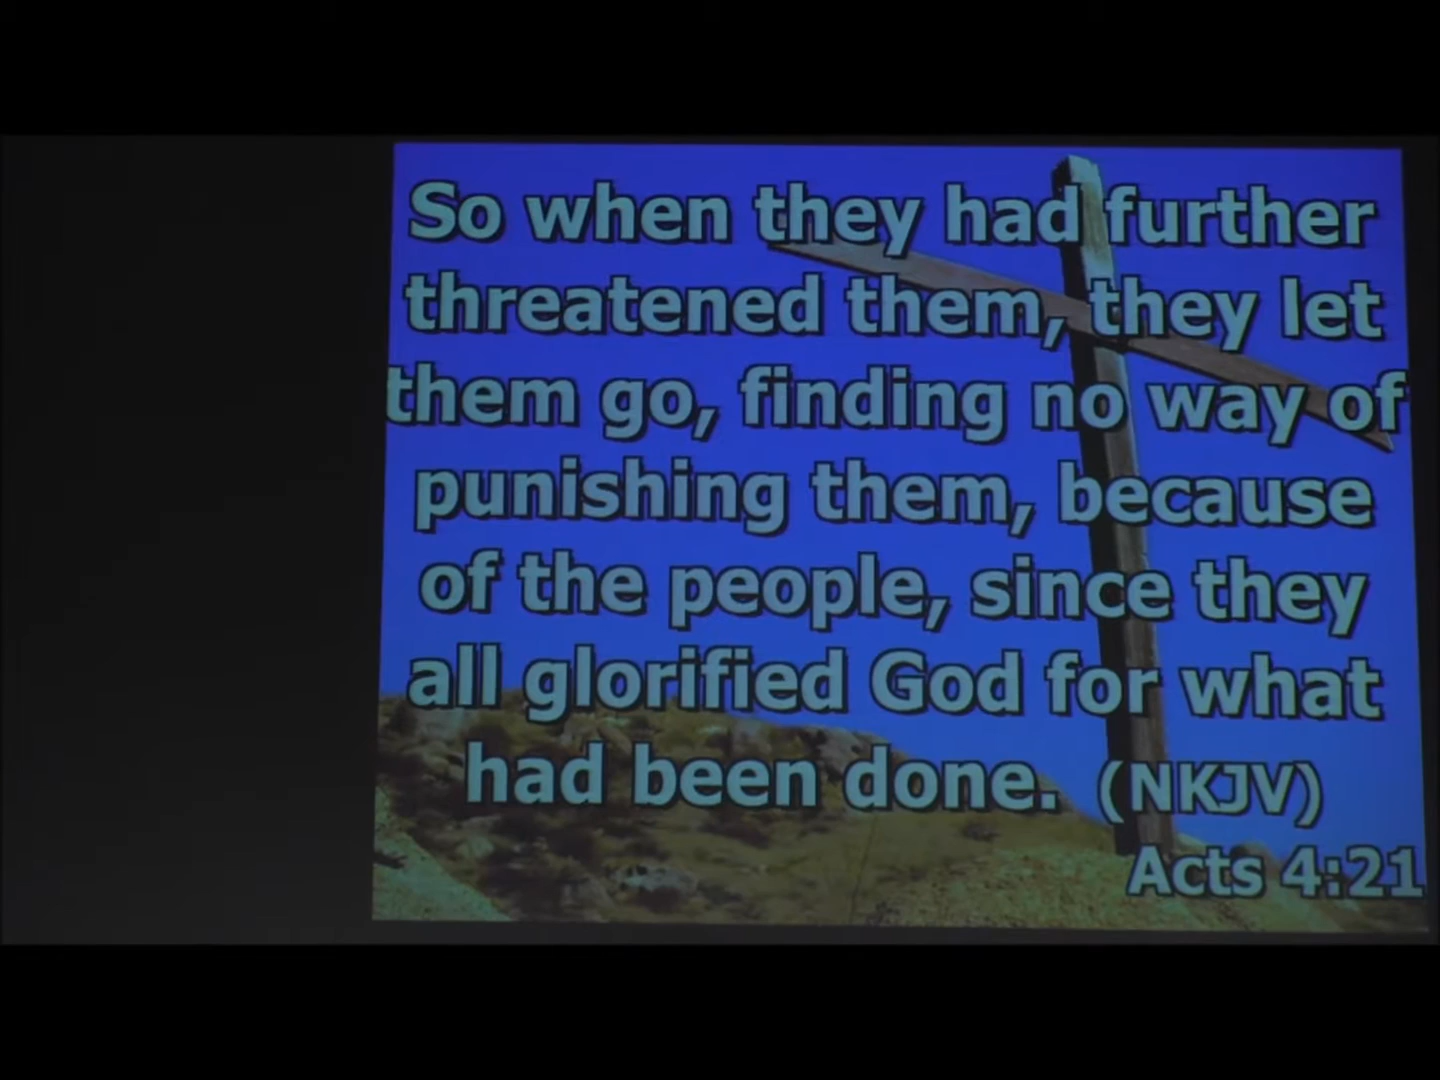 So when they had further
threatened them, they let
them go, finding no way of
punishing them, because
of the people, since they
all glorified God for what
had been done. (NKJV)
Acts 4:21